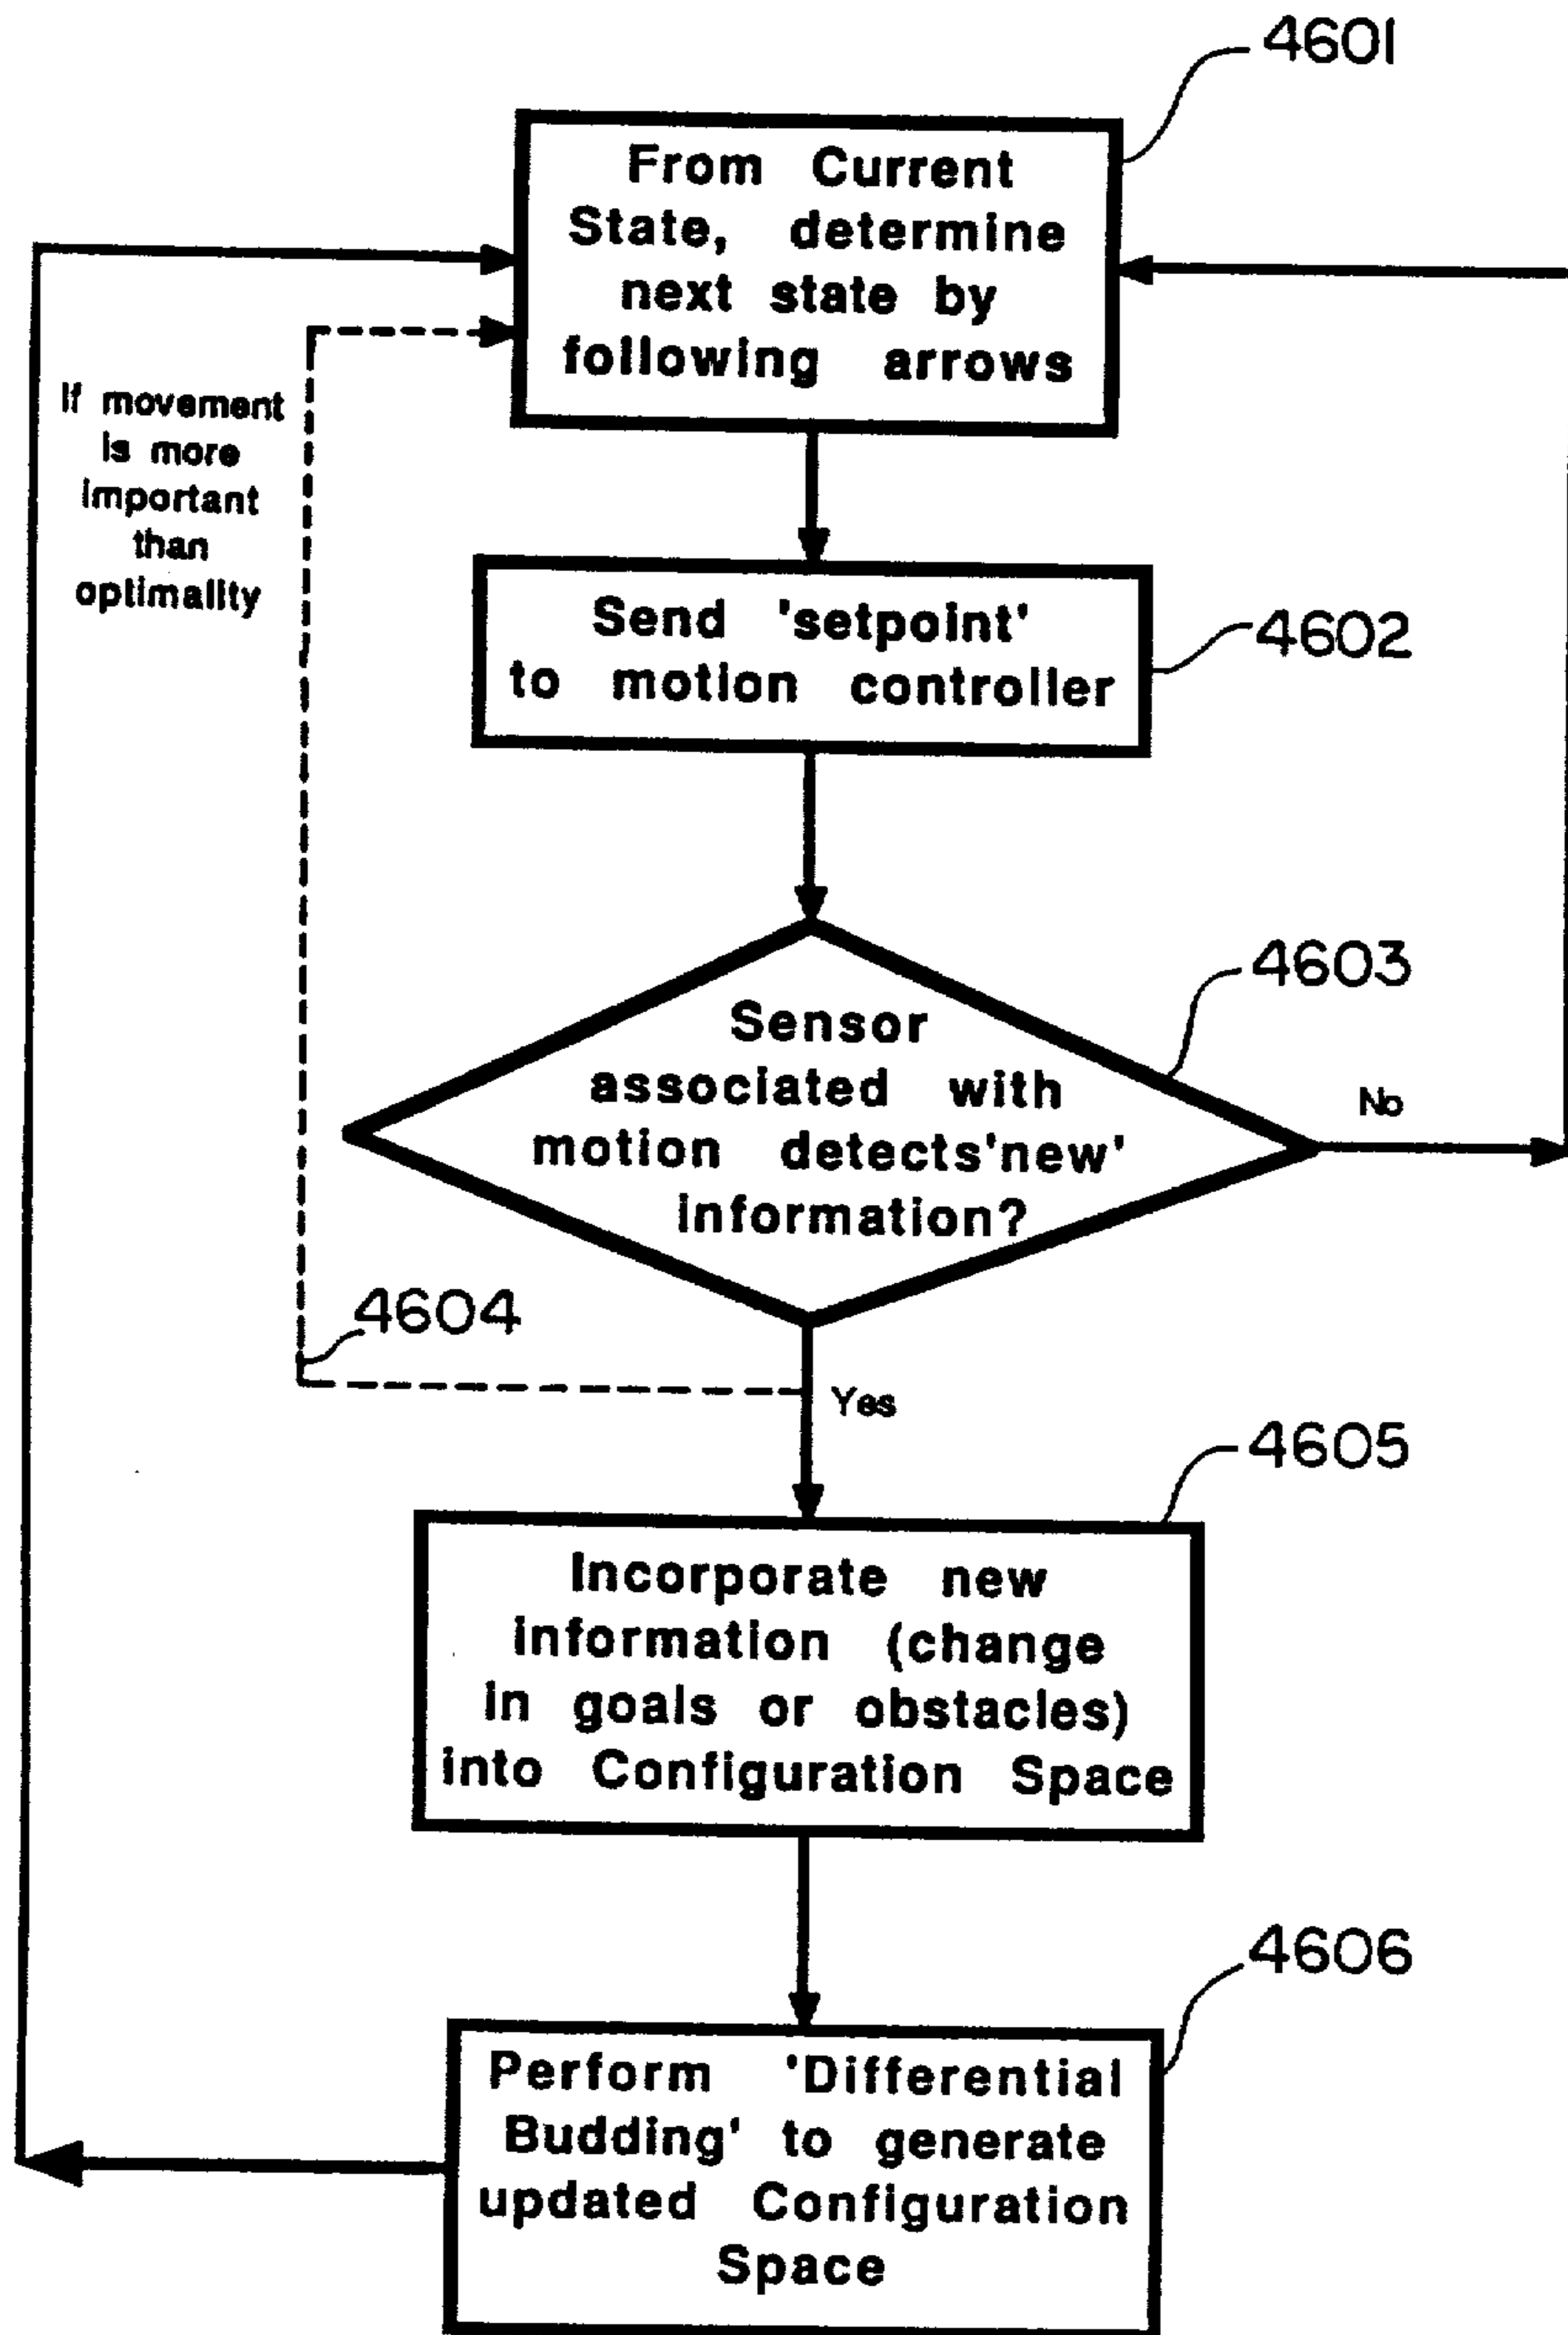 4601
From Current
State, determine
next state by
following arrows
If movement
is more
important
than
optimality
Send 'setpoint'
to motion controller
4602
4603
Sensor
associated with
motion detects'new'
information?
No
4604
Yes
4605
Incorporate new
information (change
in goals or obstacles)
into Configuration Space
4606
Perform 'Differential
Budding' to generate
updated Configuration
Space